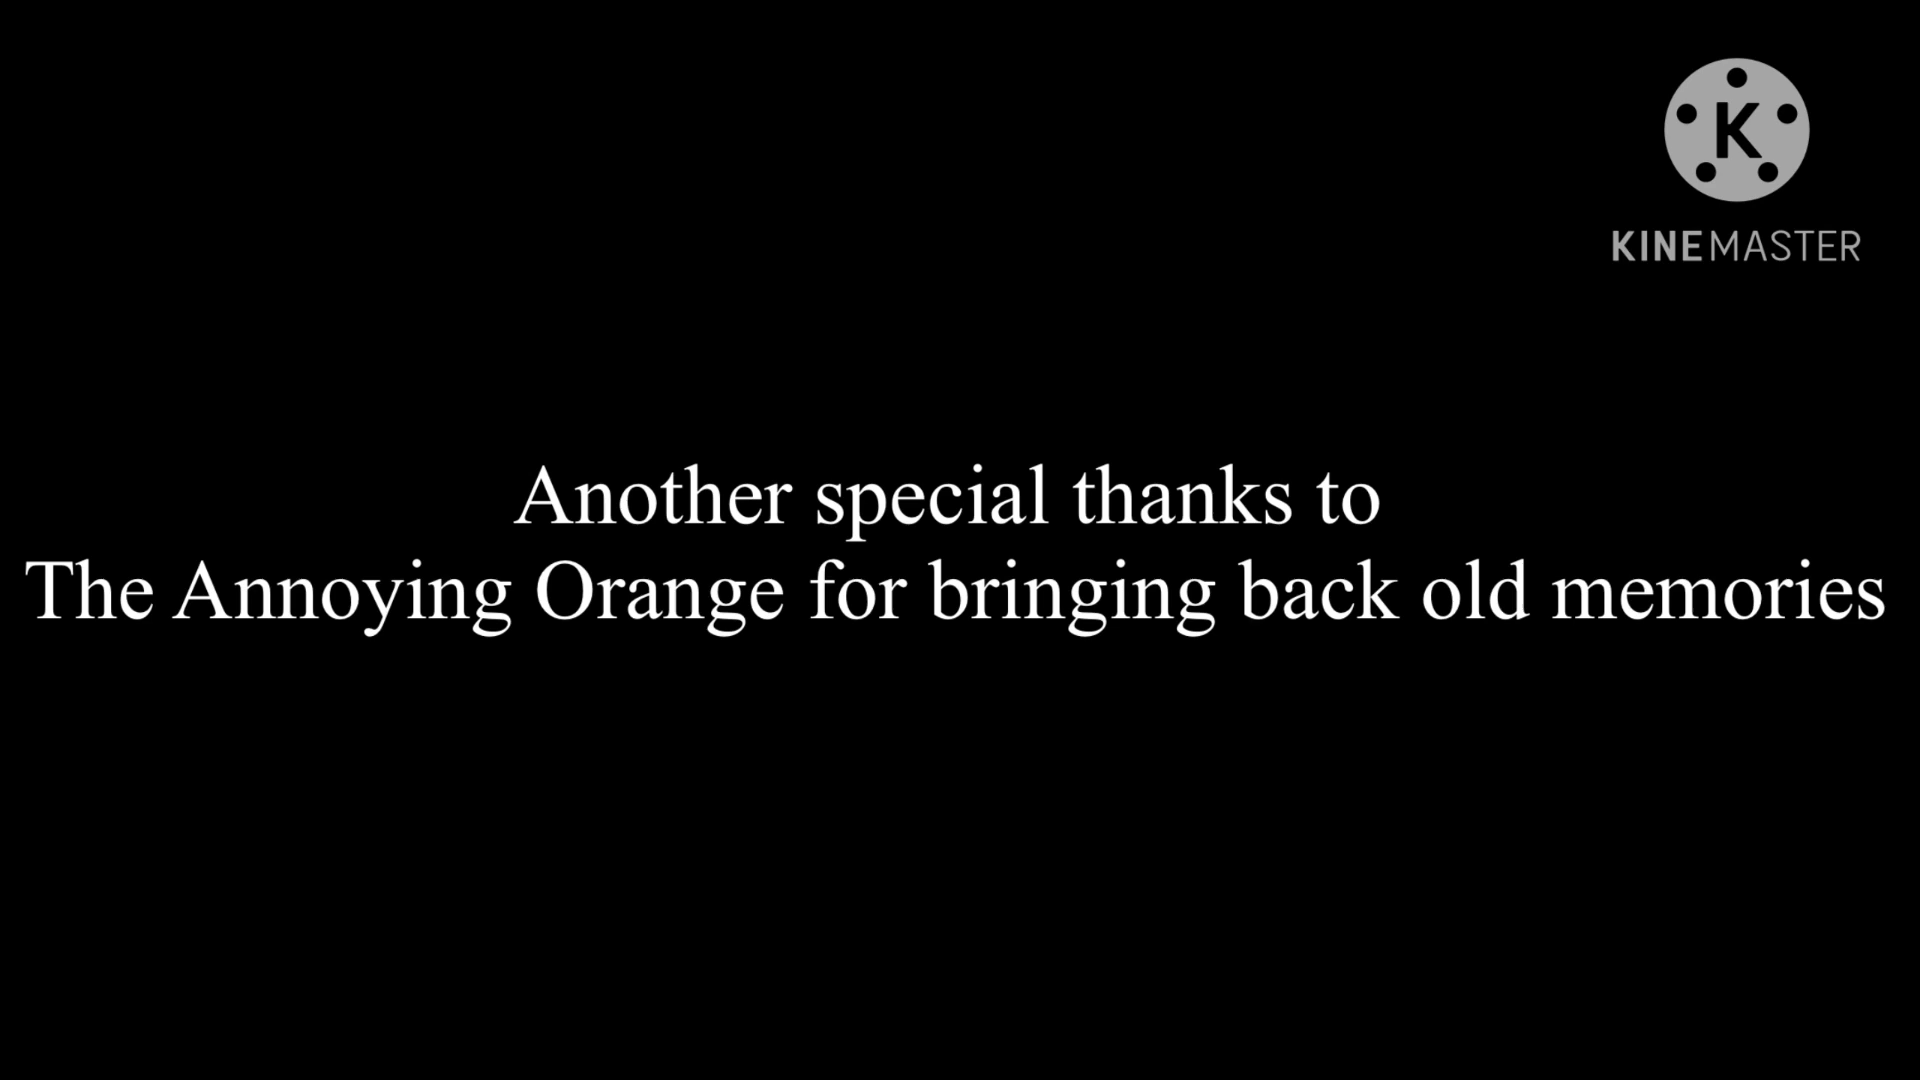 K
KINEMASTER
Another special thanks to
The Annoying Orange for bringing back old memories